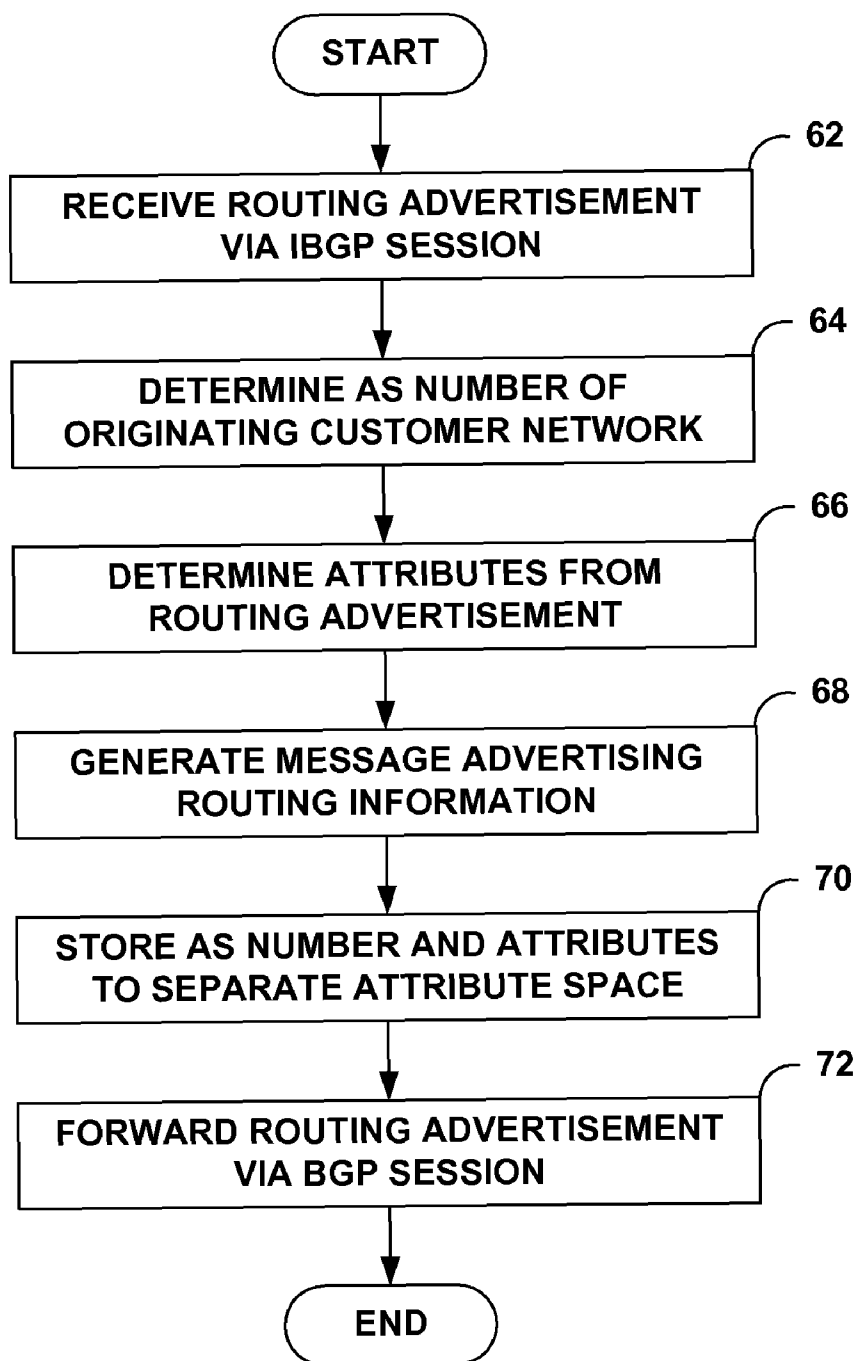 START
62
RECEIVE ROUTING ADVERTISEMENT
VIA IBGP SESSION
64
DETERMINE AS NUMBER OF
ORIGINATING CUSTOMER NETWORK
66
DETERMINE ATTRIBUTES FROM
ROUTING ADVERTISEMENT
68
GENERATE MESSAGE ADVERTISING
ROUTING INFORMATION
70
STORE AS NUMBER AND ATTRIBUTES
TO SEPARATE ATTRIBUTE SPACE
72
FORWARD ROUTING ADVERTISEMENT
VIA BGP SESSION
END